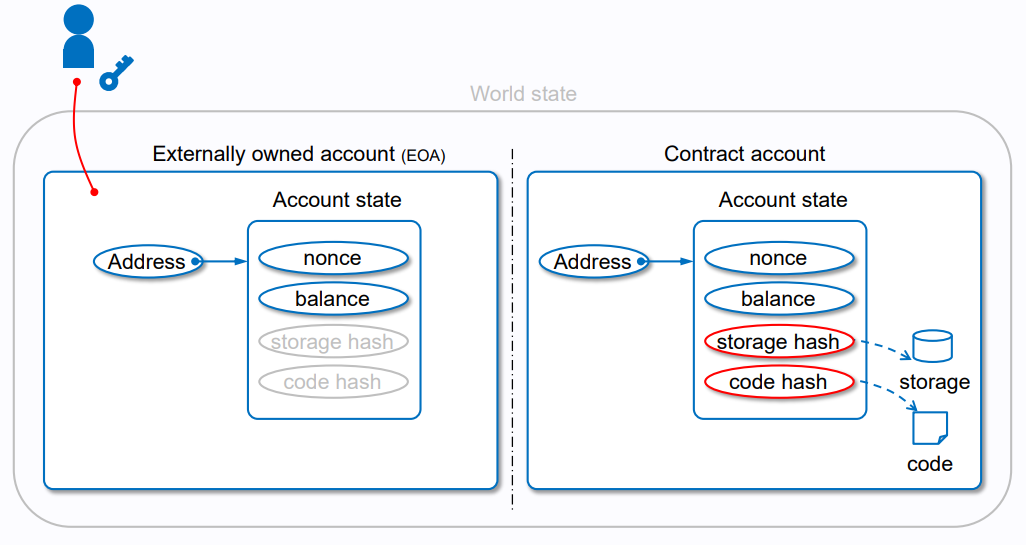 World state
Externally owned account (EOA)
Account state
Address
nonce
balance
storage hash
code hash
Contract account
Account state
Address
nonce
balance
storage hash
code hash
storage
code